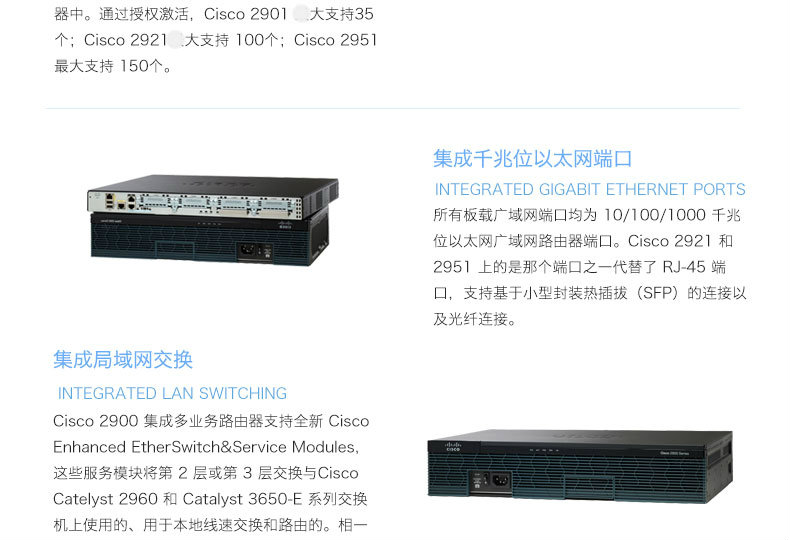 器中。通过授权激活，Cisco 2901 大支持35
个；Cisco 2921 大支持 100个；Cisco 2951
最大支持 150个。
集成千兆位以太网端口
INTEGRATED GIGABIT ETHERNET PORTS
所有板载广域网端口均为 10/100/1000 千兆
位以太网广域网路由器端口。Cisco 2921 和
2951 上的是那个端口之一代替了 RJ-45 端
口，支持基于小型封装热插拔（SFP）的连接以
及光纤连接。
集成局域网交换
INTEGRATED LAN SWITCHING
Cisco 2900 集成多业务路由器支持全新 Cisco
Enhanced EtherSwitch&Service Modules,
这些服务模块将第 2 层或第 3 层交换与Cisco
Catelyst 2960 和 Catalyst 3650-E 系列交换
机上使用的、用于本地线速交换和路由的。相一
CISCO
Cisco 2900 Series